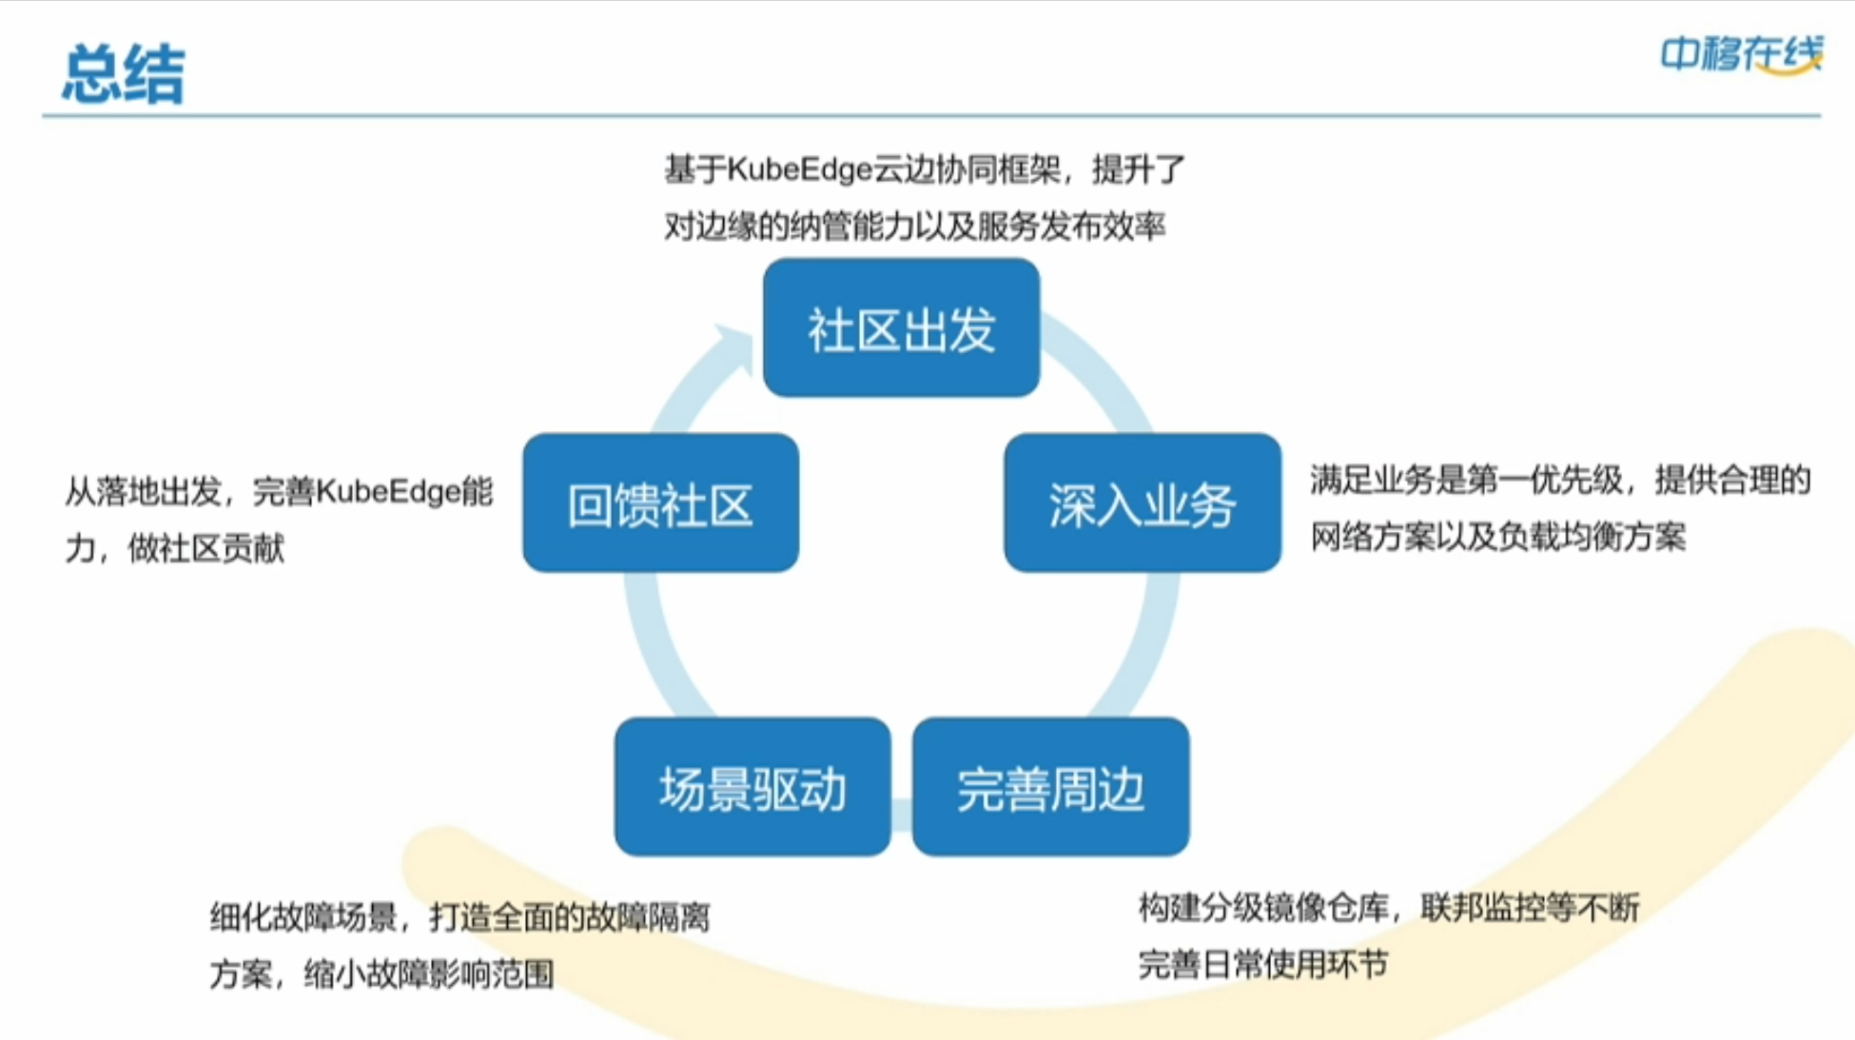 总结
中移在线
基于KubeEdge云边协同框架，提升了
对边缘的纳管能力以及服务发布效率
社区出发
回馈社区
深入业务
从落地出发，完善KubeEdge能
力，做社区贡献
满足业务是第一优先级，提供合理的
网络方案以及负载均衡方案
场景驱动
完善周边
细化故障场景，打造全面的故障隔离
方案，缩小故障影响范围
构建分级镜像仓库，联邦监控等不断
完善日常使用环节